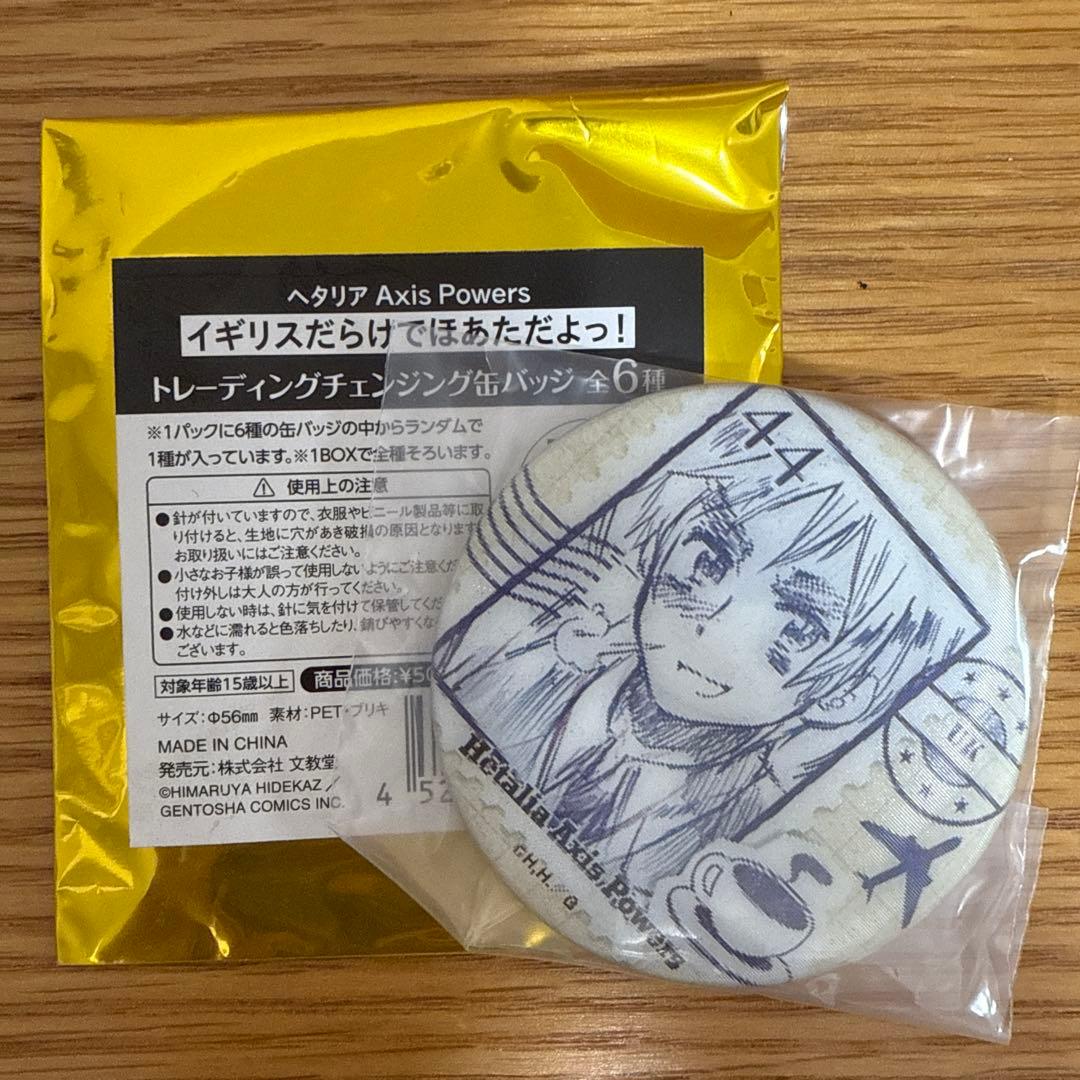 ヘタリア Axis Powers
イギリスだらけでほあただよっ!
トレーディングチェンジング缶バッジ 全6種
※1パックに6種の缶バッジの中からランダムで
1種が入っています。※1BOXで全種そろいます。
使用上の注意
●針が付いていますので、衣服やビニール製品等に取
り付けると、生地に穴があき破損の原因となります
お取り扱いにはご注意ください。
●小さなお子様が誤って使用しないようにご注意くだ
付け外しは大人の方が行ってください。
●使用しない時は、針に気を付けて保管してくだ
●水などに濡れると色落ちしたり、錆びやすくな
ございます。
対象年齢15歳以上 商品価格:¥50
サイズ:Φ56mm 素材:PET・ブリキ
MADE IN CHINA
発売元:株式会社 文教堂
©HIMARUYA HIDEKAZ /
GENTOSHA COMICS INC.
4 52
44
UK
Hetalia Axis Powers